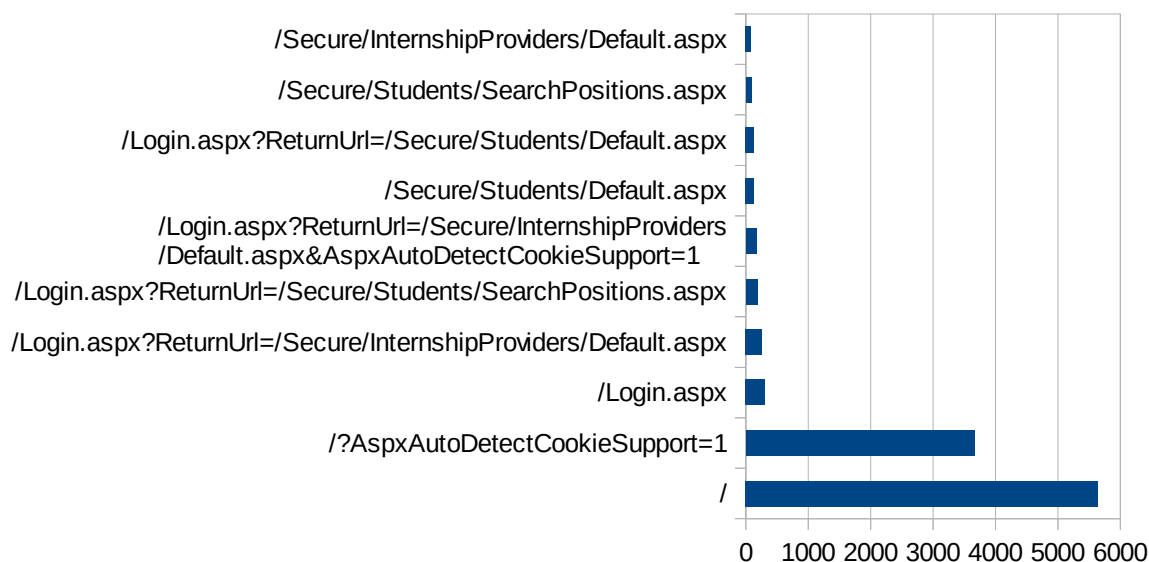 /Secure/InternshipProviders/Default.aspx
/Secure/Students/SearchPositions.aspx
/Login.aspx?ReturnUrl=/Secure/Students/Default.aspx
/Secure/Students/Default.aspx
/Login.aspx?ReturnUrl=/Secure/InternshipProviders
/Default.aspx&AspxAutoDetectCookieSupport=1
/Login.aspx?ReturnUrl=/Secure/Students/SearchPositions.aspx
/Login.aspx?ReturnUrl=/Secure/InternshipProviders/Default.aspx
/Login.aspx
/?AspxAutoDetectCookieSupport=1
/
0 1000 2000 3000 4000 5000 6000